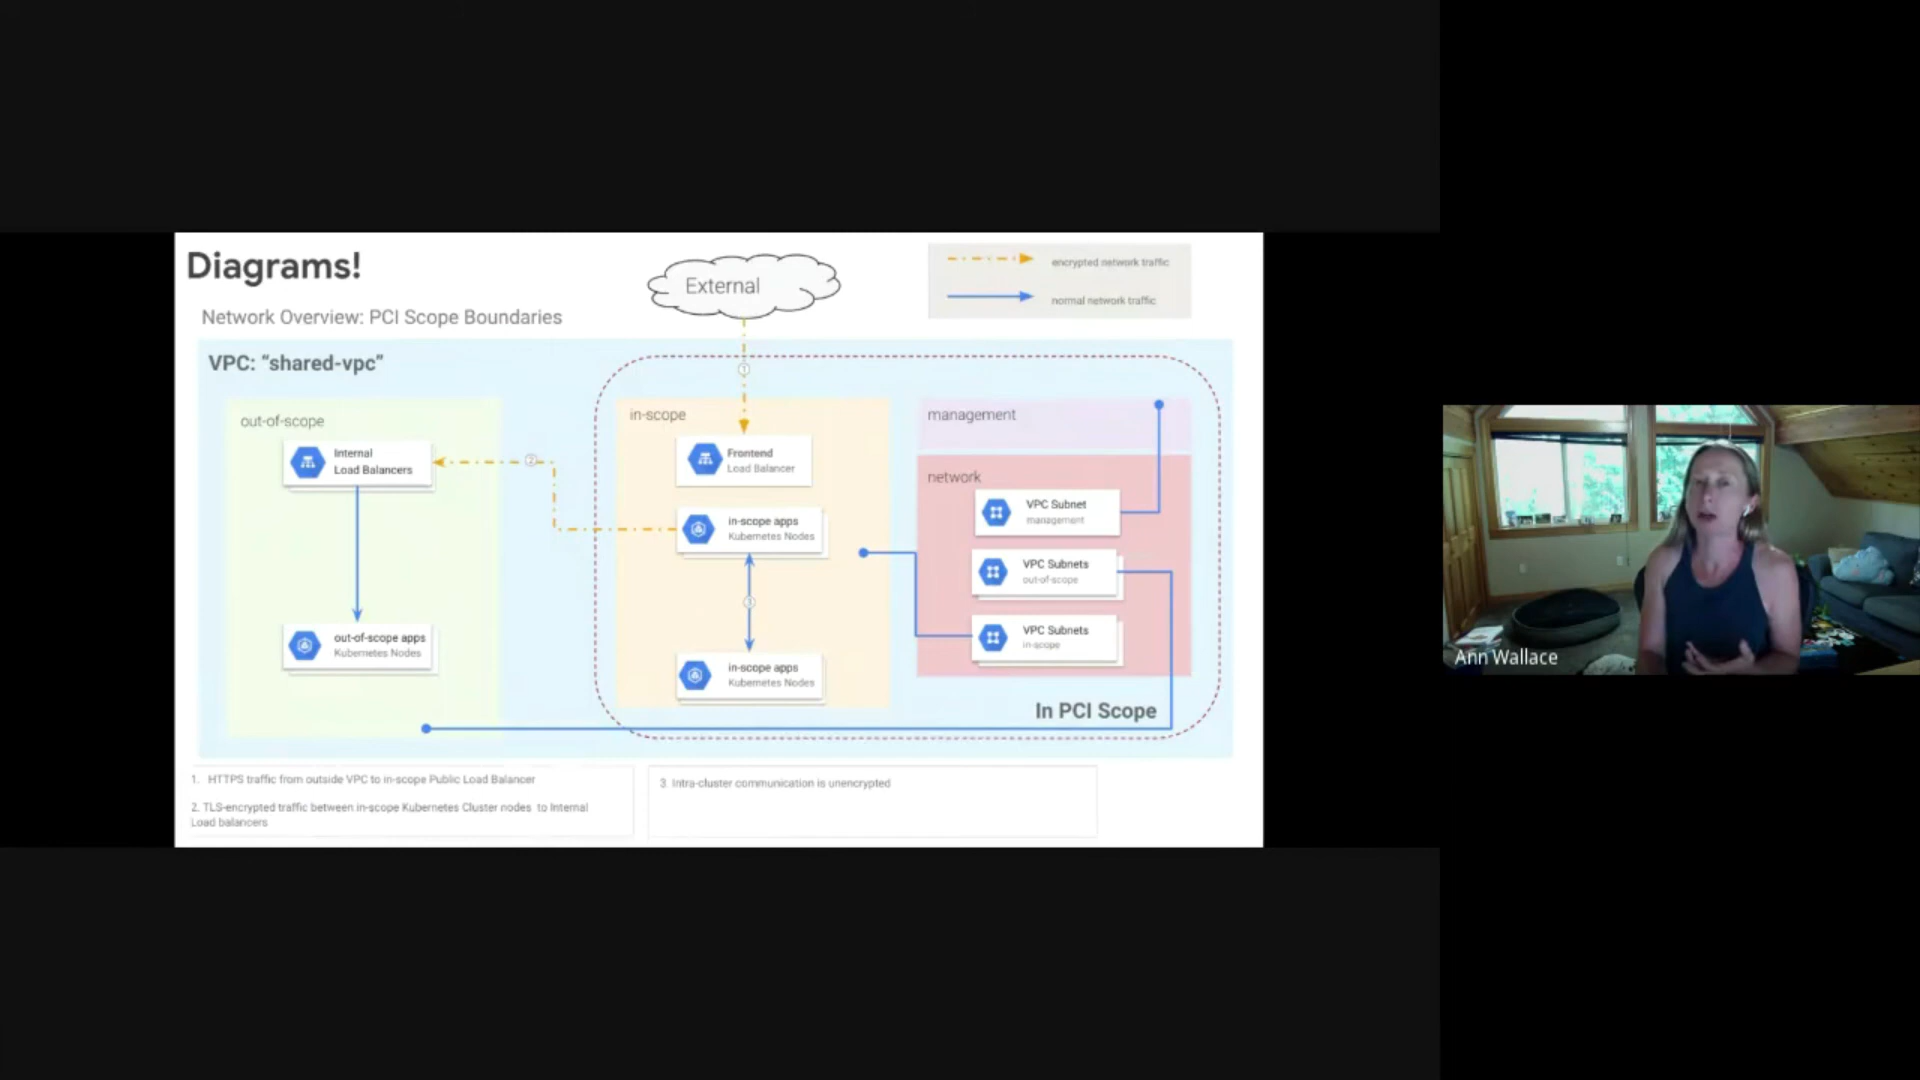 Diagrams!
External
encrypted network traffic
normal network traffic
Network Overview: PCI Scope Boundaries
VPC: “shared-vpc”
1
out-of-scope
in-scope
management
Internal
Load Balancers
2
Frontend
Load Balancer
network
VPC Subnet
management
in-scope apps
Kubernetes Nodes
VPC Subnets
out-of-scope
3
VPC Subnets
in-scope
out-of-scope apps
Kubernetes Nodes
in-scope apps
Kubernetes Nodes
In PCI Scope
1. HTTPS traffic from outside VPC to in-scope Public Load Balancer
2. TLS-encrypted traffic between in-scope Kubernetes Cluster nodes to Internal
Load balancers
3. Intra-cluster communication is unencrypted
Ann Wallace